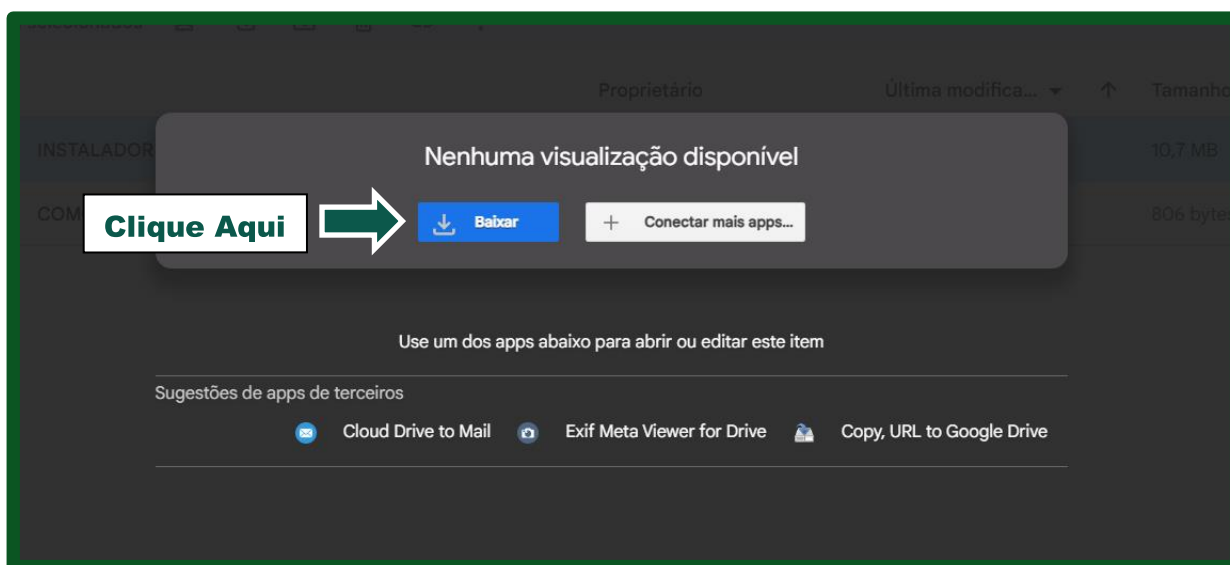 selecionados
Proprietário
Última modifica...
Tamanho
INSTALADOR
10,7 MB
Nenhuma visualização disponível
COM
806 bytes
Clique Aqui
Baixar
Conectar mais apps...
Use um dos apps abaixo para abrir ou editar este item
Sugestões de apps de terceiros
Cloud Drive to Mail
Exif Meta Viewer for Drive
Copy, URL to Google Drive